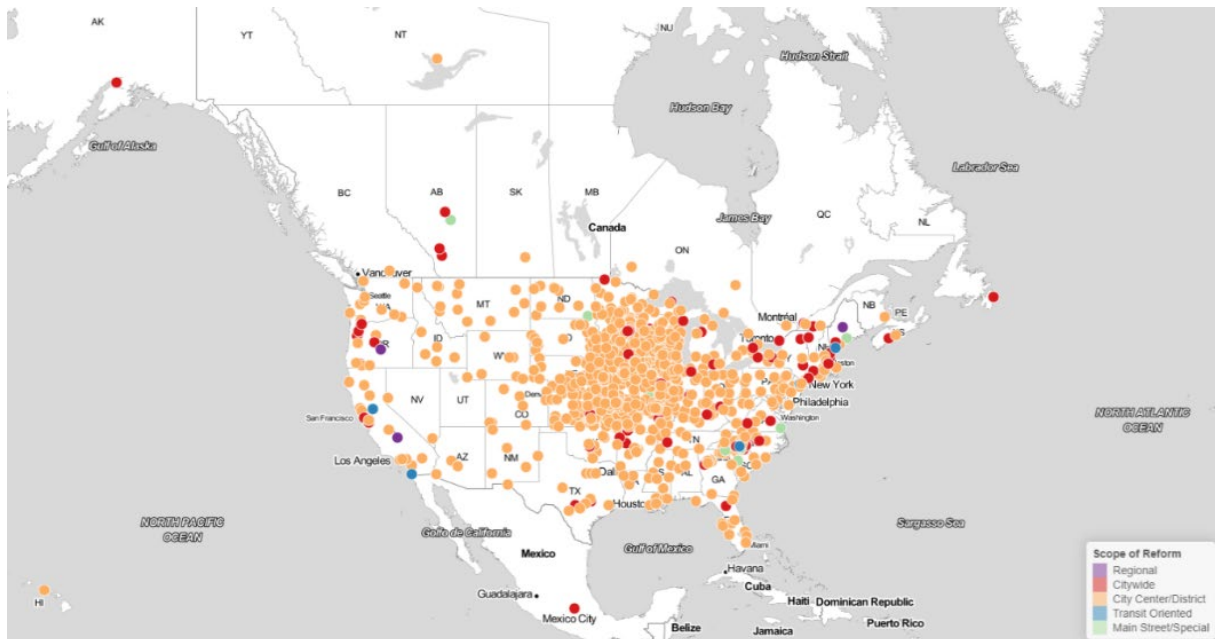 AK
YT
NT
NU
Hudson Strait
Hudson Bay
Gulf of Alaska
Labrador Sea
BC
AB
SK
MB
James Bay
QC
NL
Canada
ON
Vancouver
Seattle
WA
MT
ND
Montréal
NB
PE
Toronto
ID
New York
Philadelphia
NV
UT
CO
San Francisco
Washington
NORTH ATLANTIC
OCEAN
Los Angeles
AZ
NM
GA
TX
NORTH PACIFIC
OCEAN
Golfo de California
Sargasso Sea
Mexico
Gulf of Mexico
Miami
Scope of Reform
Regional
Citywide
City Center/District
Transit Oriented
Main Street/Special
Havana
Cuba
HI
Guadalajara
Haiti
Dominican Republic
Mexico City
Puerto Rico
Belize
Jamaica